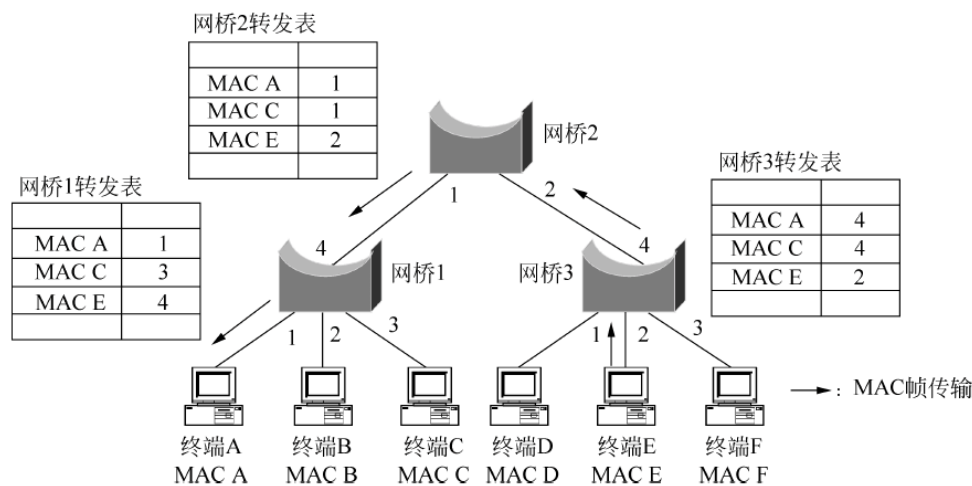 网桥2转发表
MAC A 1
MAC C 1
MAC E 2
网桥2
1 2
网桥1转发表
MAC A 1
MAC C 3
MAC E 4
网桥3转发表
MAC A 4
MAC C 4
MAC E 2
4 网桥1
4 网桥3
1 2 3
1 2 3
→：MAC帧传输
终端A 终端B 终端C 终端D 终端E 终端F
MAC A MAC B MAC C MAC D MAC E MAC F